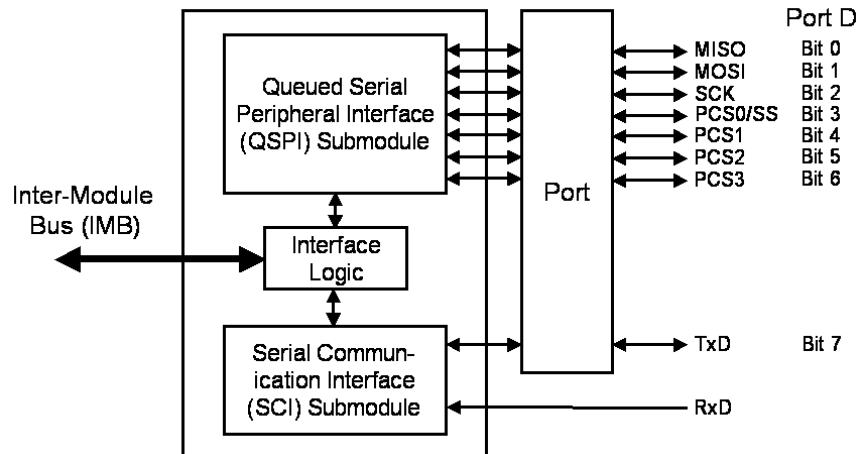 Port D
MISO Bit 0
MOSI Bit 1
SCK Bit 2
PCS0/SS Bit 3
PCS1 Bit 4
PCS2 Bit 5
PCS3 Bit 6
Queued Serial
Peripheral Interface
(QSPI) Submodule
Port
Inter-Module
Bus (IMB)
Interface
Logic
Serial Commun-
ication Interface
(SCI) Submodule
TxD Bit 7
RxD